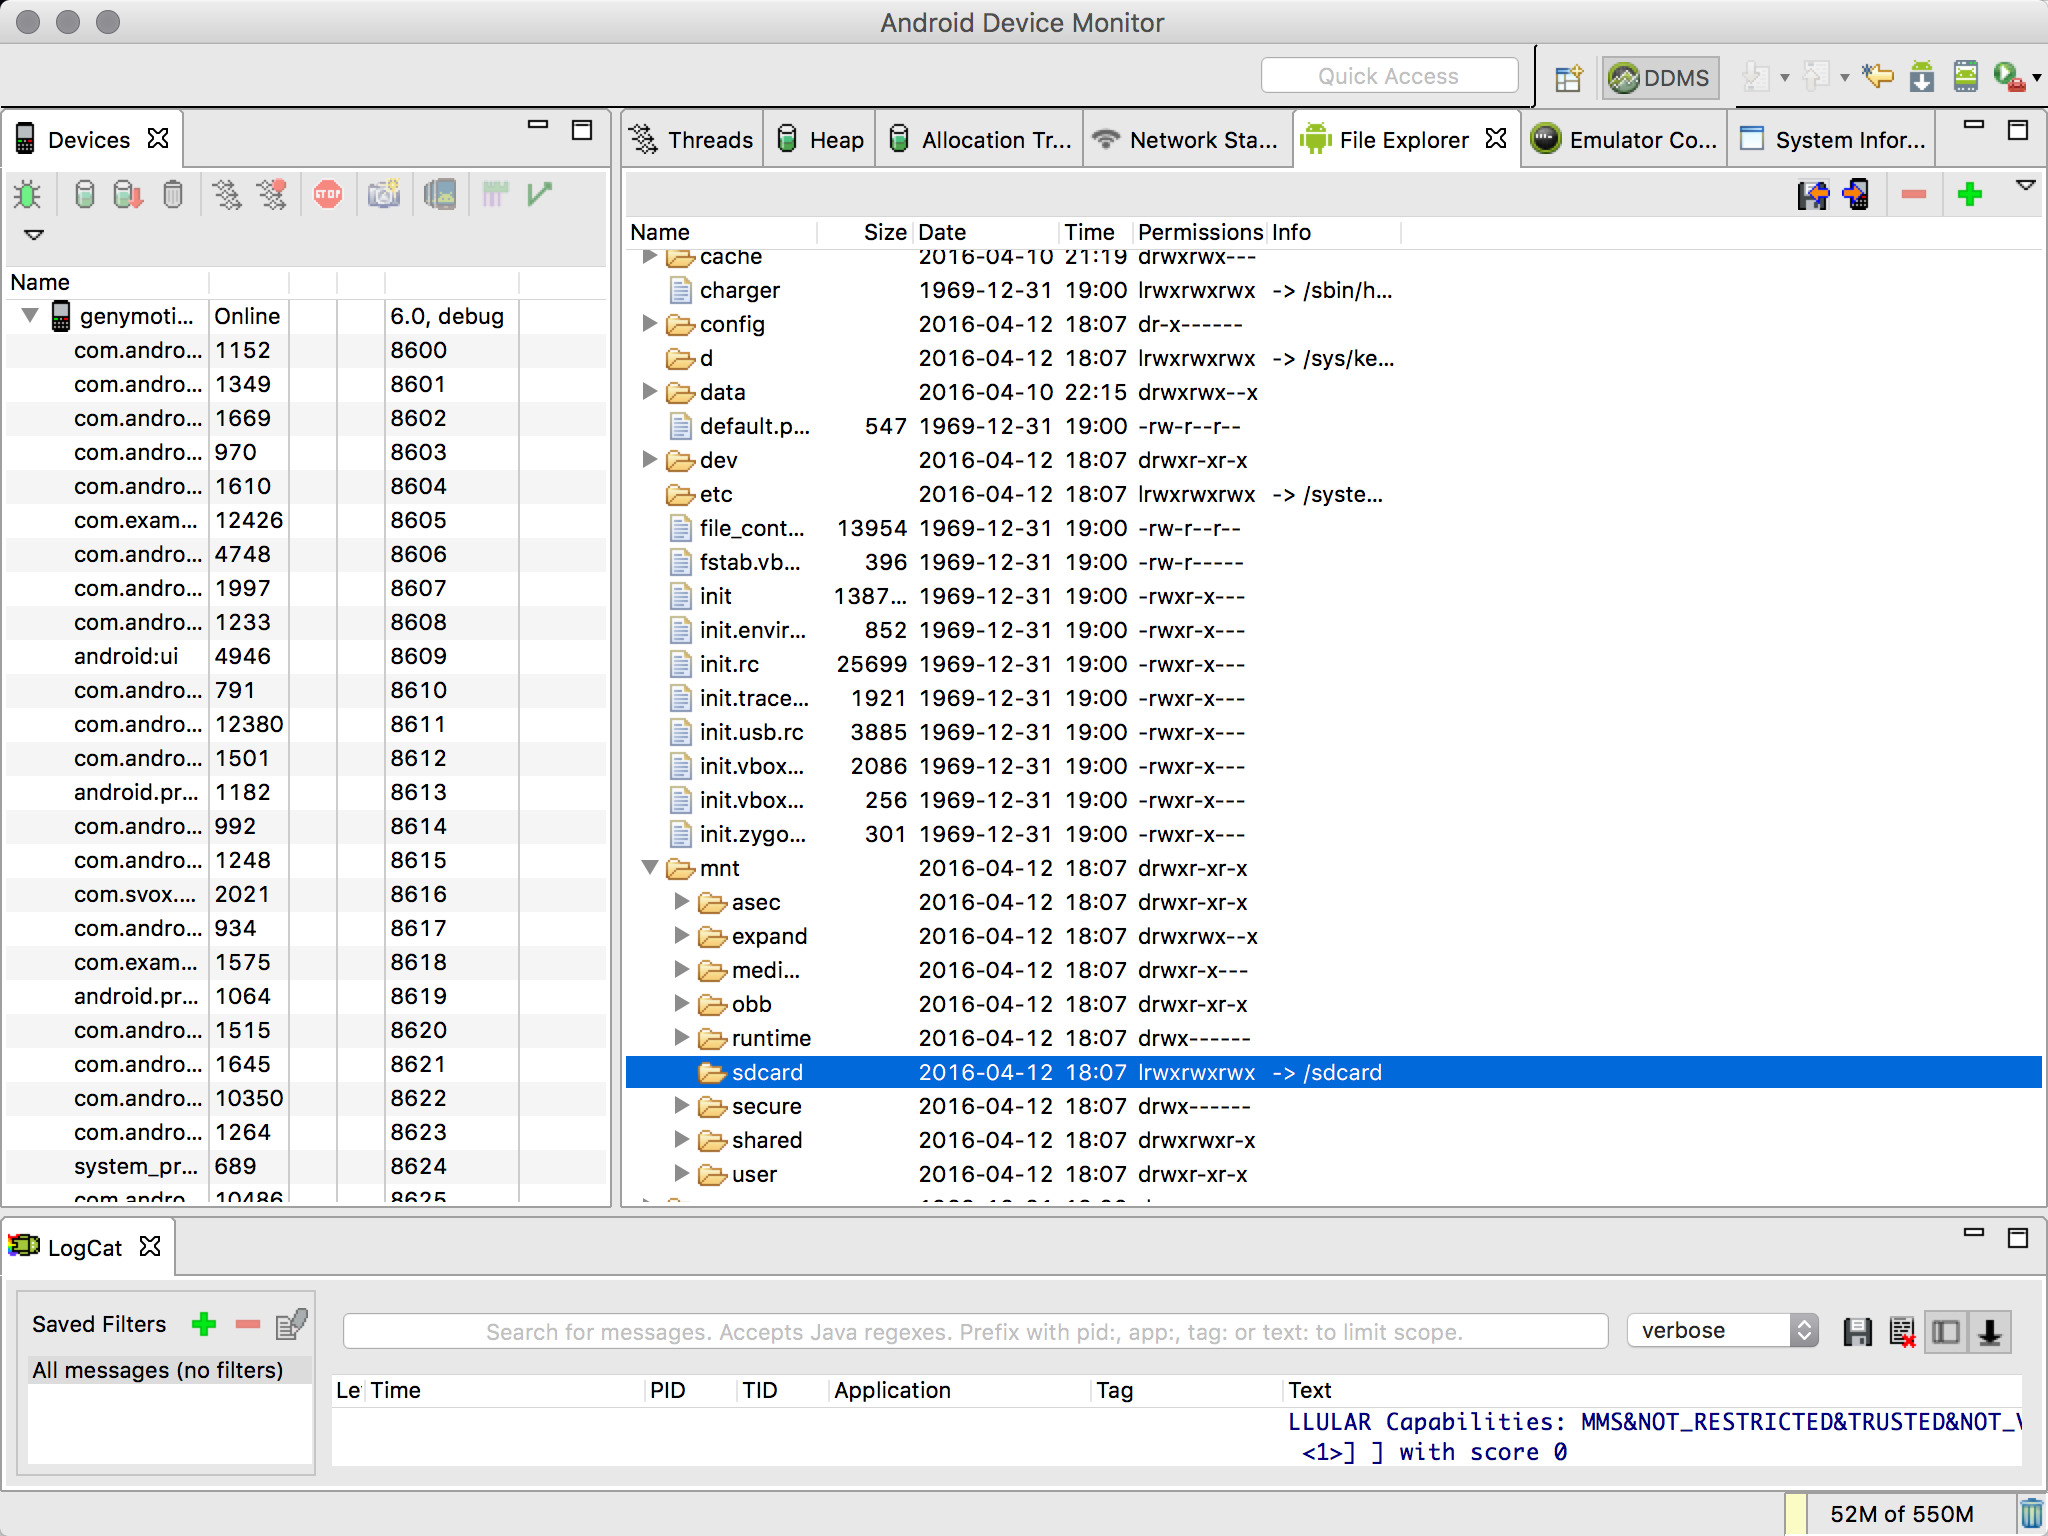 Android Device Monitor
Quick Access
DDMS
Devices
Threads
Heap
Allocation Tr...
Network Sta...
File Explorer
Emulator Co...
System Infor...
STOP
Name
genymoti... Online 6.0, debug
com.andro... 1152 8600
com.andro... 1349 8601
com.andro... 1669 8602
com.andro... 970 8603
com.andro... 1610 8604
com.exam... 12426 8605
com.andro... 4748 8606
com.andro... 1997 8607
com.andro... 1233 8608
android:ui 4946 8609
com.andro... 791 8610
com.andro... 12380 8611
com.andro... 1501 8612
android.pr... 1182 8613
com.andro... 992 8614
com.andro... 1248 8615
com.svox.... 2021 8616
com.andro... 934 8617
com.exam... 1575 8618
android.pr... 1064 8619
com.andro... 1515 8620
com.andro... 1645 8621
com.andro... 10350 8622
com.andro... 1264 8623
system_pr... 689 8624
com.andro 10486 8625
Name Size Date Time Permissions Info
cache 2016-04-10 21:19 drwxrwx---
charger 1969-12-31 19:00 lrwxrwxrwx -> /sbin/h...
config 2016-04-12 18:07 dr-x------
d 2016-04-12 18:07 lrwxrwxrwx -> /sys/ke...
data 2016-04-10 22:15 drwxrwx--x
default.p... 547 1969-12-31 19:00 -rw-r--r--
dev 2016-04-12 18:07 drwxr-xr-x
etc 2016-04-12 18:07 lrwxrwxrwx -> /syste...
file_cont... 13954 1969-12-31 19:00 -rw-r--r--
fstab.vb... 396 1969-12-31 19:00 -rw-r-----
init 1387... 1969-12-31 19:00 -rwxr-x---
init.envir... 852 1969-12-31 19:00 -rwxr-x---
init.rc 25699 1969-12-31 19:00 -rwxr-x---
init.trace... 1921 1969-12-31 19:00 -rwxr-x---
init.usb.rc 3885 1969-12-31 19:00 -rwxr-x---
init.vbox... 2086 1969-12-31 19:00 -rwxr-x---
init.vbox... 256 1969-12-31 19:00 -rwxr-x---
init.zygo... 301 1969-12-31 19:00 -rwxr-x---
mnt 2016-04-12 18:07 drwxr-xr-x
asec 2016-04-12 18:07 drwxr-xr-x
expand 2016-04-12 18:07 drwxrwx--x
medi... 2016-04-12 18:07 drwxr-x---
obb 2016-04-12 18:07 drwxr-xr-x
runtime 2016-04-12 18:07 drwx------
sdcard 2016-04-12 18:07 lrwxrwxrwx -> /sdcard
secure 2016-04-12 18:07 drwx------
shared 2016-04-12 18:07 drwxrwxr-x
user 2016-04-12 18:07 drwxr-xr-x
LogCat
Saved Filters
All messages (no filters)
Search for messages. Accepts Java regexes. Prefix with pid:, app:, tag: or text: to limit scope.
verbose
Le Time PID TID Application Tag Text
LLULAR Capabilities: MMS&NOT_RESTRICTED&TRUSTED&NOT_V
<1>] ] with score 0
52M of 550M